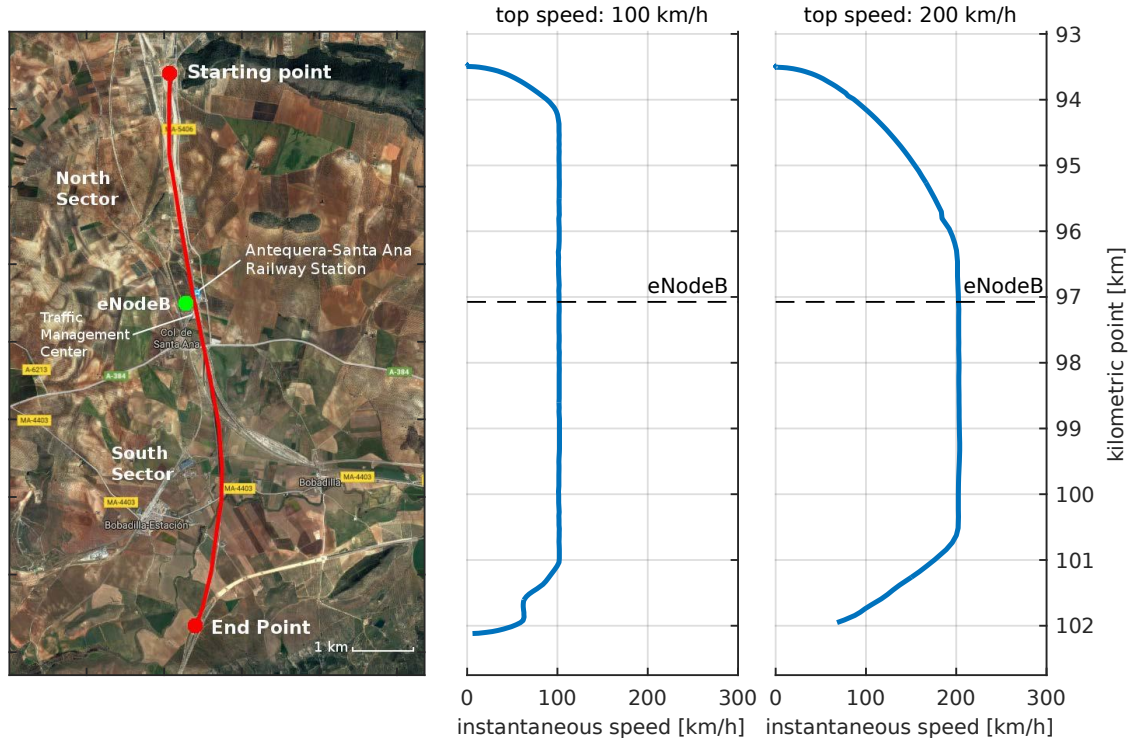 top speed: 100 km/h
top speed: 200 km/h
Starting point
MA-5406
North
Sector
Antequera-Santa Ana
Railway Station
eNodeB
Traffic
Management
Center
Col. de
Santa Ana
A-6213
A-384
A-384
MA-4403
South
Sector
MA-4403
MA-4403
MA-4403
Bobadilla
Bobadilla-Estación
End Point
1 km
eNodeB
0
100
200
300
instantaneous speed [km/h]
eNodeB
0
100
200
300
instantaneous speed [km/h]
93
94
95
96
97
98
99
100
101
102
kilometric point [km]